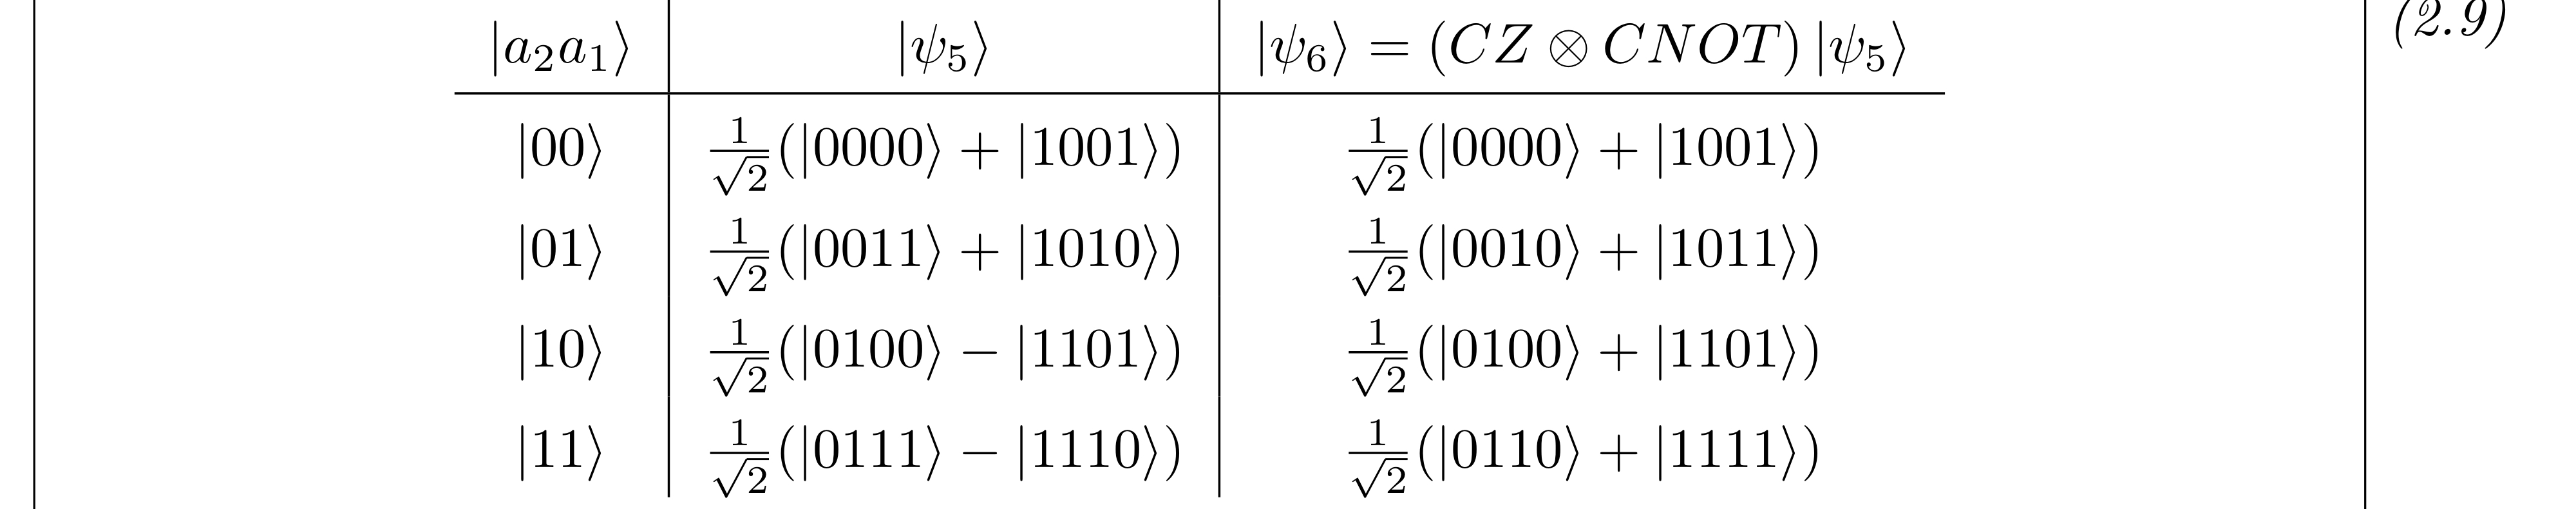 |a₂a₁⟩ |ψ₅⟩ |ψ₆⟩ = (CZ ⊗ CNOT) |ψ₅⟩ (2.9)
|00⟩ 1/√2(|0000⟩ + |1001⟩) 1/√2(|0000⟩ + |1001⟩)
|01⟩ 1/√2(|0011⟩ + |1010⟩) 1/√2(|0010⟩ + |1011⟩)
|10⟩ 1/√2(|0100⟩ − |1101⟩) 1/√2(|0100⟩ + |1101⟩)
|11⟩ 1/√2(|0111⟩ − |1110⟩) 1/√2(|0110⟩ + |1111⟩)